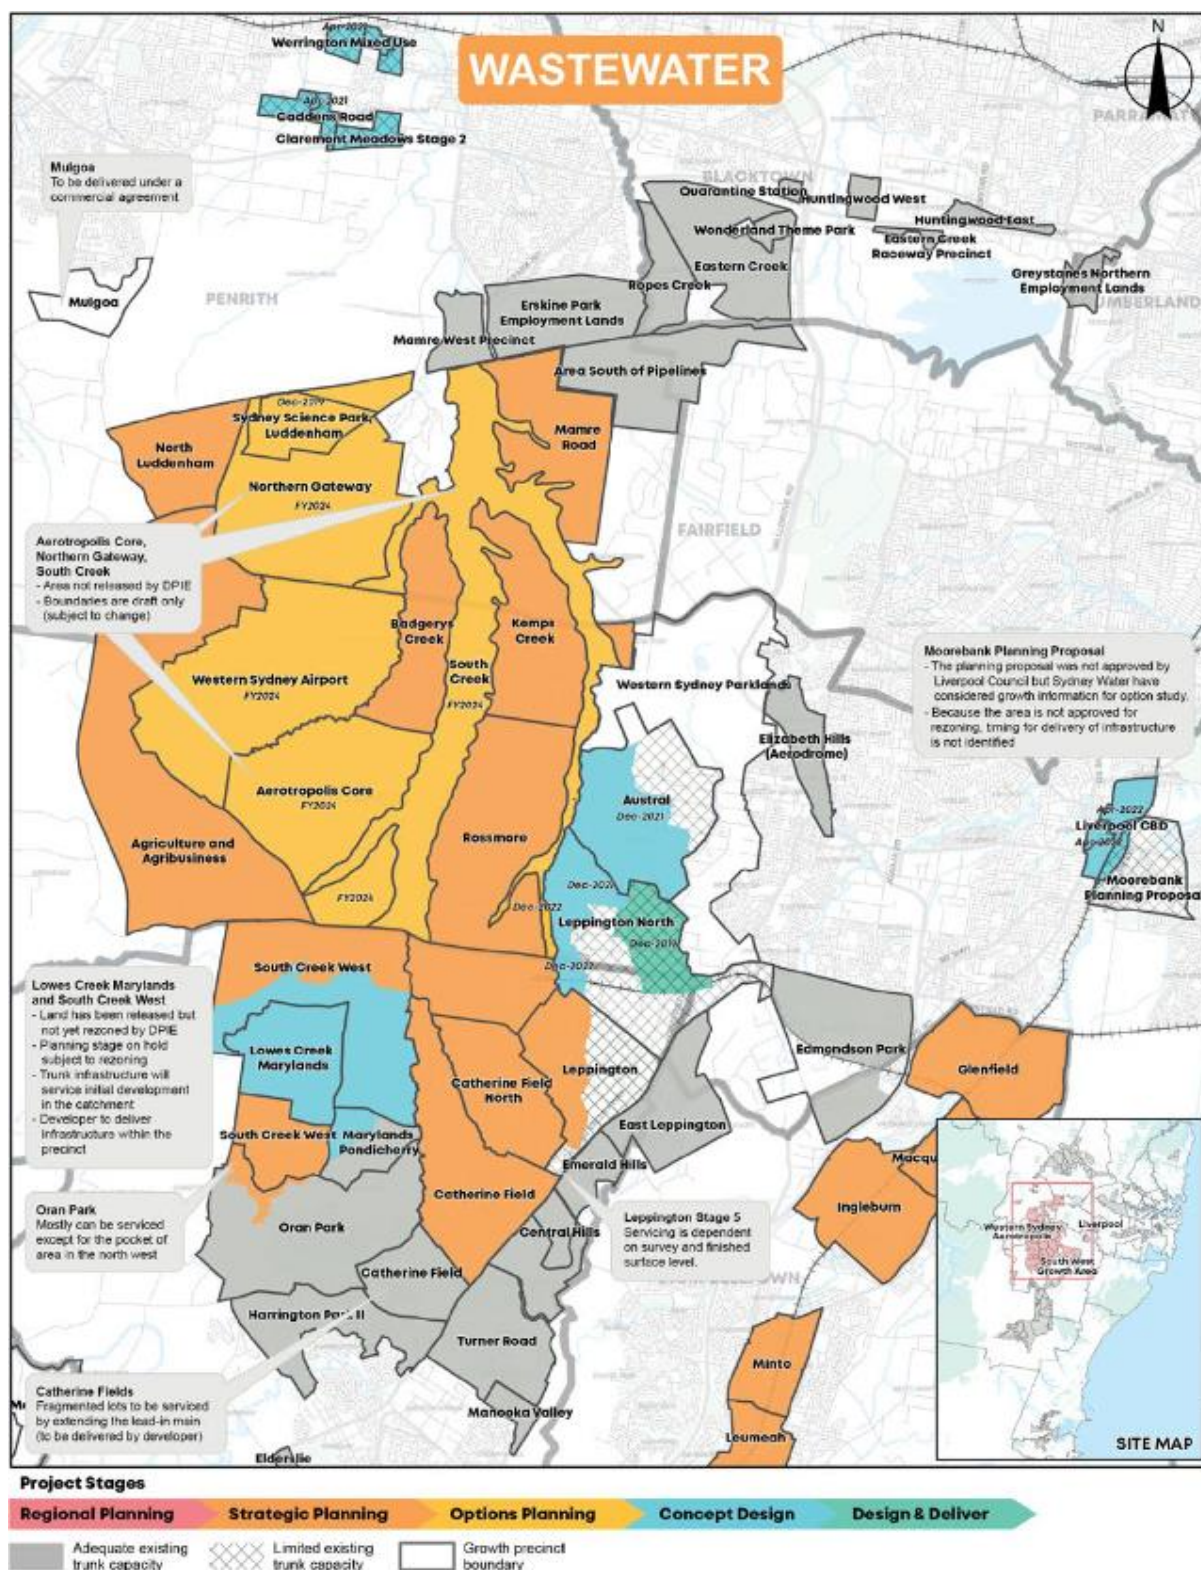 WASTEWATER
N
Apr-2022
Werrington Mixed Use
Apr-2021
Caddens Road
Claremont Meadows Stage 2
PARRAMATTA
BLACKTOWN
Mulgoa
To be delivered under a
commercial agreement
Quarantine Station
Huntingwood West
Huntingwood East
Wonderland Theme Park
Eastern Creek
Raceway Precinct
Eastern Creek
Ropes Creek
Greystanes Northern
Employment Lands
UMBERLAND
Mulgoa
PENRITH
Erskine Park
Employment Lands
Mamre West Precinct
Area South of Pipelines
Dec-2019
Sydney Science Park,
Luddenham
Mamre
Road
North
Luddenham
Northern Gateway
FY2024
FAIRFIELD
Aerotropolis Core,
Northern Gateway,
South Creek
- Area not released by DPIE
- Boundaries are draft only
(subject to change)
Badgerys
Creek
Kemps
Creek
South
Creek
FY2024
Western Sydney Airport
FY2024
Western Sydney Parklands
Moorebank Planning Proposal
- The planning proposal was not approved by
Liverpool Council but Sydney Water have
considered growth information for option study.
- Because the area is not approved for
rezoning, timing for delivery of infrastructure
is not identified
Elizabeth Hills
(Aerodrome)
Aerotropolis Core
FY2024
Austral
Dec-2021
Apr-2022
Liverpool CBD
Moorebank
Planning Proposal
Agriculture and
Agribusiness
Rossmore
FY2024
Dec-2021
Dec-2022
Leppington North
Dec-2019
Dec-2022
South Creek West
Lowes Creek Marylands
and South Creek West
- Land has been released but
not yet rezoned by DPIE
- Planning stage on hold
subject to rezoning
- Trunk infrastructure will
service initial development
in the catchment
- Developer to deliver
infrastructure within the
precinct
Lowes Creek
Marylands
Edmondson Park
Glenfield
Leppington
Catherine Field
North
South Creek West
Marylands
Pondicherry
East Leppington
Emerald Hills
Macqu
Ingleburn
Catherine Field
Oran Park
Mostly can be serviced
except for the pocket of
area in the north west
Oran Park
Central Hills
Leppington Stage 5
Servicing is dependent
on survey and finished
surface level.
Western Sydney
Aerotropolis
Liverpool
South West
Growth Area
Catherine Field
Harrington Park II
Turner Road
Minto
Catherine Fields
Fragmented lots to be serviced
by extending the lead-in main
(to be delivered by developer)
Manooka Valley
Leumeah
Elderslie
SITE MAP
Project Stages
Regional Planning
Strategic Planning
Options Planning
Concept Design
Design & Deliver
Adequate existing
trunk capacity
Limited existing
trunk capacity
Growth precinct
boundary